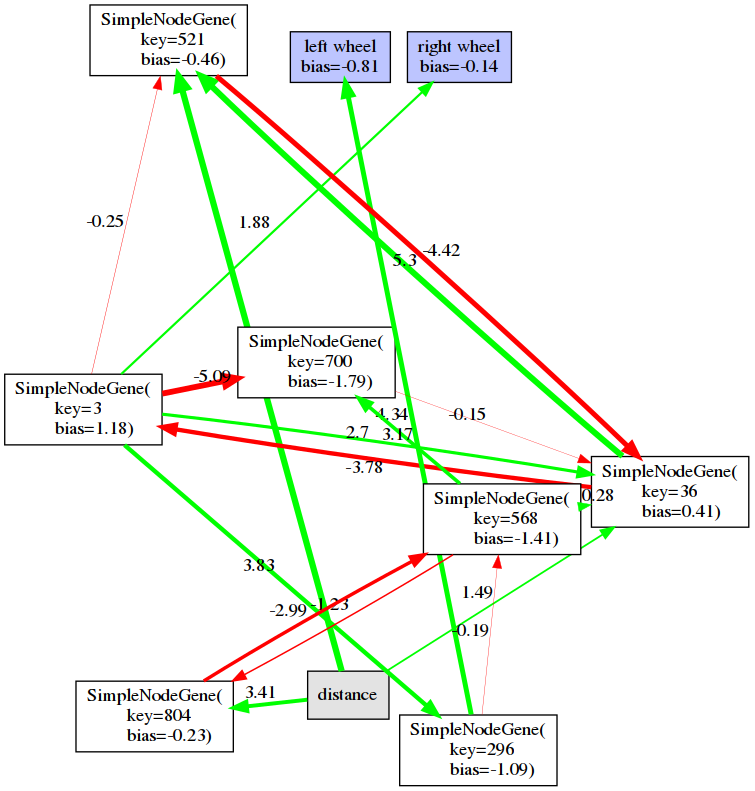 SimpleNodeGene(
key=521
bias=-0.46)
left wheel
bias=-0.81
right wheel
bias=-0.14
-0.25
1.88
5.3
-4.42
SimpleNodeGene(
key=700
bias=-1.79)
-5.09
SimpleNodeGene(
key=3
bias=1.18)
4.34
-0.15
2.7
3.17
-3.78
SimpleNodeGene(
key=36
bias=0.41)
0.28
SimpleNodeGene(
key=568
bias=-1.41)
3.83
1.49
-2.99
-1.23
-0.19
SimpleNodeGene(
key=804
bias=-0.23)
3.41
distance
SimpleNodeGene(
key=296
bias=-1.09)